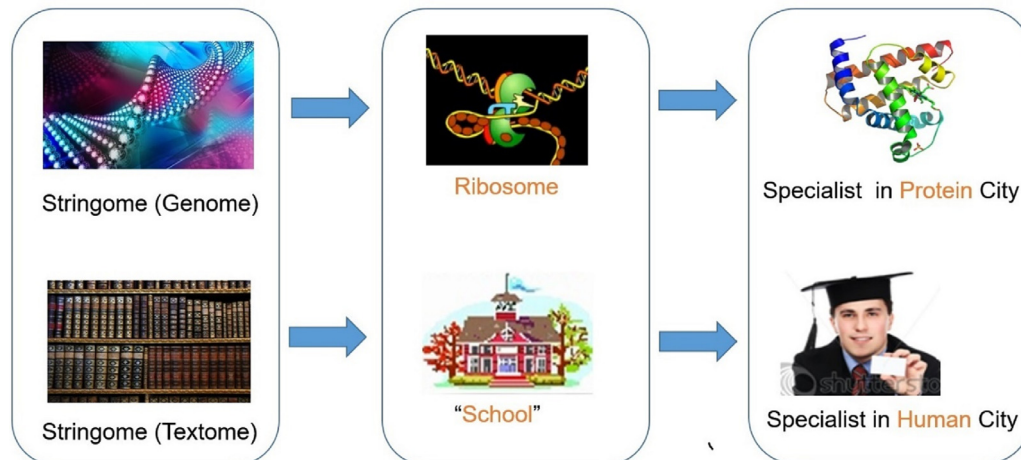 Stringome (Genome)
Ribosome
Specialist in Protein City
Stringome (Textome)
“School”
Specialist in Human City